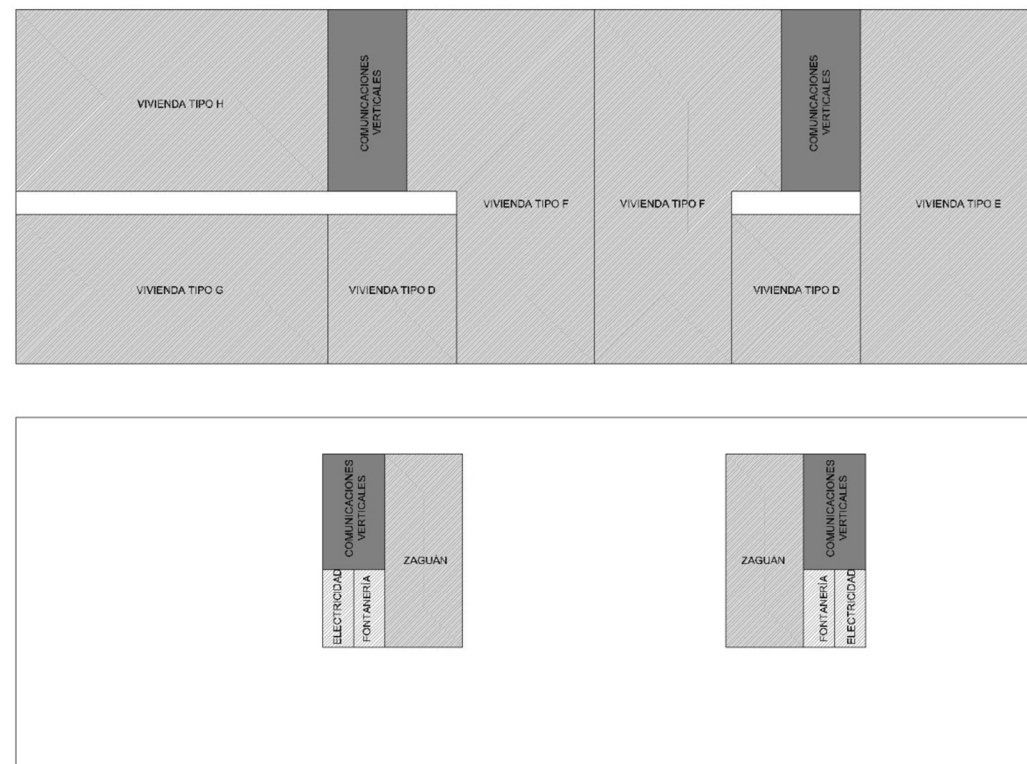 VIVIENDA TIPO H
COMUNICACIONES
VERTICALES
COMUNICACIONES
VERTICALES
VIVIENDA TIPO F
VIVIENDA TIPO F
VIVIENDA TIPO E
VIVIENDA TIPO G
VIVIENDA TIPO D
VIVIENDA TIPO D
COMUNICACIONES
VERTICALES
ZAGUÁN
ELECTRICIDAD
FONTANERÍA
ZAGUÁN
COMUNICACIONES
VERTICALES
FONTANERÍA
ELECTRICIDAD